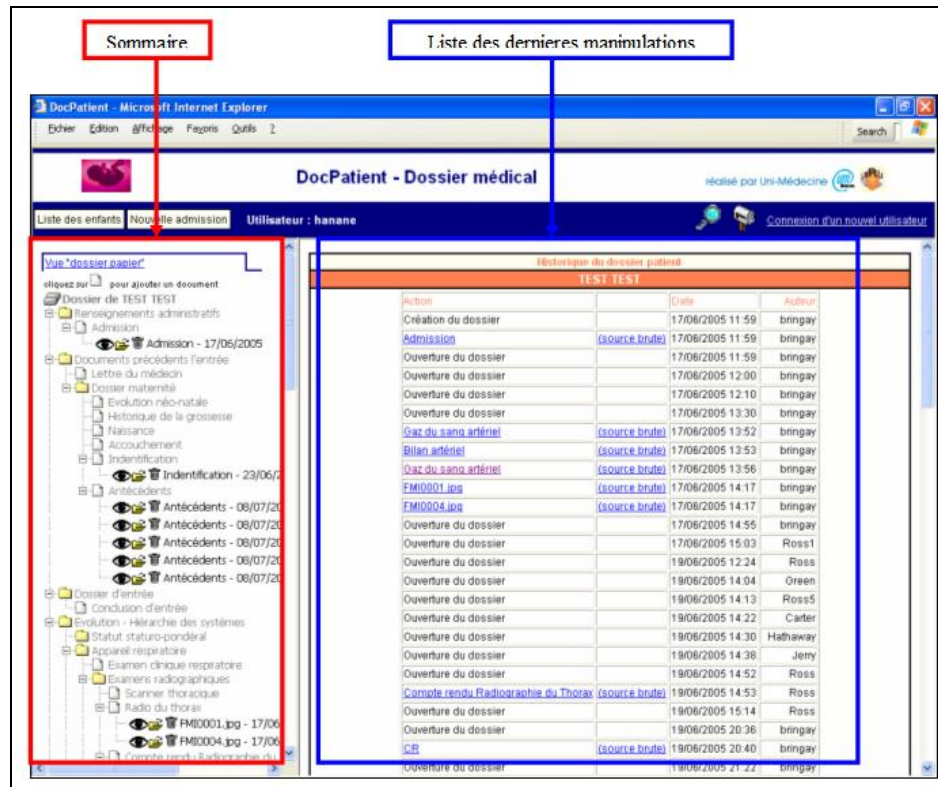 Sommaire
Liste des dernieres manipulations
DocPatient - Microsoft Internet Explorer
Fichier Edition Affichage Favoris Outils ?
Search
DocPatient - Dossier médical
réalisé par Uni-Médecine
Liste des enfants Nouvelle admission Utilisateur : hanane
Connexion d'un nouvel utilisateur
Vue "dossier papier"
cliquez sur pour ajouter un document
Dossier de TEST TEST
Renseignements administratifs
Admission
Admission - 17/06/2005
Documents précédents l'entrée
Lettre du médecin
Dossier maternité
Evolution néo-natale
Historique de la grossesse
Naissance
Accouchement
Indentification
Indentification - 23/06/2
Antécédents
Antécédents - 08/07/20
Antécédents - 08/07/20
Antécédents - 08/07/20
Antécédents - 08/07/20
Antécédents - 08/07/20
Dossier d'entrée
Conclusion d'entrée
Evolution - Hiérarchie des systèmes
Statut staturo-pondéral
Appareil respiratoire
Examen clinique respiratoire
Examens radiographiques
Scanner thoracique
Radio du thorax
FMI0001.jpg - 17/06
FMI0004.jpg - 17/06
Compte rendu Radiographie du
Historique du dossier patient
TEST TEST
Action Date Auteur
Création du dossier 17/06/2005 11:59 bringay
Admission (source brute) 17/06/2005 11:59 bringay
Ouverture du dossier 17/06/2005 11:59 bringay
Ouverture du dossier 17/06/2005 12:00 bringay
Ouverture du dossier 17/06/2005 12:10 bringay
Ouverture du dossier 17/06/2005 13:30 bringay
Gaz du sang artériel (source brute) 17/06/2005 13:52 bringay
Bilan artériel (source brute) 17/06/2005 13:53 bringay
Gaz du sang artériel (source brute) 17/06/2005 13:56 bringay
FMI0001.jpg (source brute) 17/06/2005 14:17 bringay
FMI0004.jpg (source brute) 17/06/2005 14:17 bringay
Ouverture du dossier 17/06/2005 14:55 bringay
Ouverture du dossier 17/06/2005 15:03 Ross1
Ouverture du dossier 19/06/2005 12:24 Ross
Ouverture du dossier 19/06/2005 14:04 Green
Ouverture du dossier 19/06/2005 14:13 Ross5
Ouverture du dossier 19/06/2005 14:22 Carter
Ouverture du dossier 19/06/2005 14:30 Hathaway
Ouverture du dossier 19/06/2005 14:38 Jerry
Ouverture du dossier 19/06/2005 14:52 Ross
Compte rendu Radiographie du Thorax (source brute) 19/06/2005 14:53 Ross
Ouverture du dossier 19/06/2005 15:14 Ross
Ouverture du dossier 19/06/2005 20:36 bringay
CR (source brute) 19/06/2005 20:40 bringay
Ouverture du dossier 19/06/2005 21:22 bringay